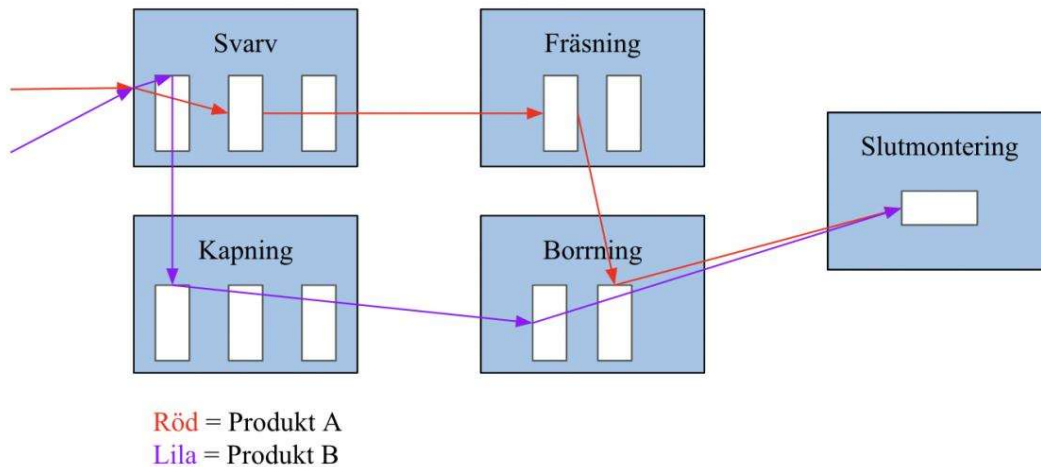 Svarv
Fräsning
Slutmontering
Kapning
Borrning
Röd = Produkt A
Lila = Produkt B